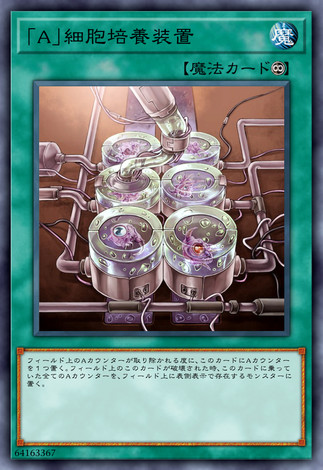 「A」細胞培養装置
魔
【魔法カード】
フィールド上のAカウンターが取り除かれる度に、このカードにAカウンター
を1つ置く。フィールド上のこのカードが破壊された時、このカードに乗って
いた全てのAカウンターを、フィールド上に表側表示で存在するモンスターに
置く。
64163367